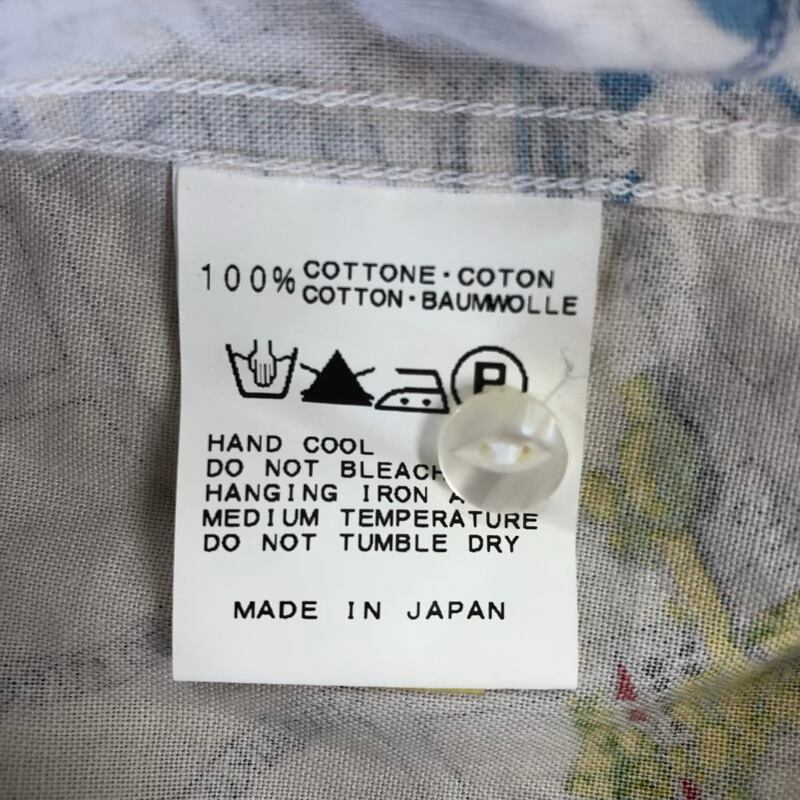 100% COTTONE・COTON
COTTON・BAUMWOLLE
P
HAND COOL
DO NOT BLEACH
HANGING IRON
MEDIUM TEMPERATURE
DO NOT TUMBLE DRY
MADE IN JAPAN